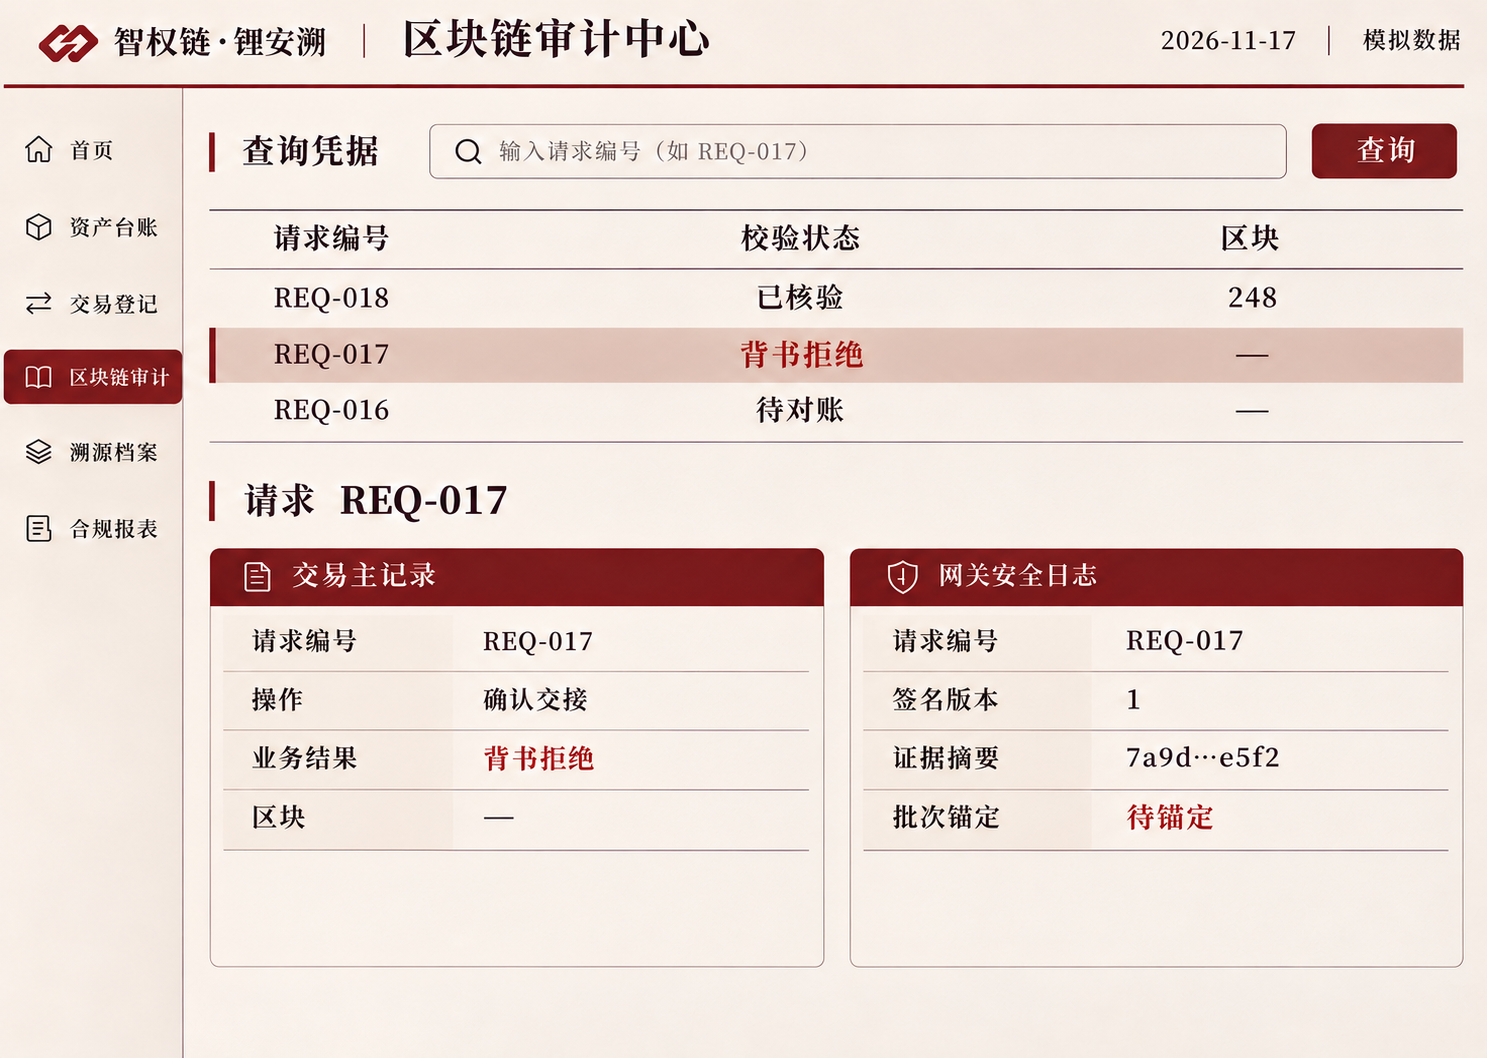 智权链·锂安溯 | 区块链审计中心 2026-11-17 | 模拟数据
首页
资产台账
交易登记
区块链审计
溯源档案
合规报表
查询凭据 输入请求编号（如 REQ-017） 查询
请求编号 校验状态 区块
REQ-018 已核验 248
REQ-017 背书拒绝 —
REQ-016 待对账 —
请求 REQ-017
交易主记录
请求编号 REQ-017
操作 确认交接
业务结果 背书拒绝
区块 —
网关安全日志
请求编号 REQ-017
签名版本 1
证据摘要 7a9d…e5f2
批次锚定 待锚定